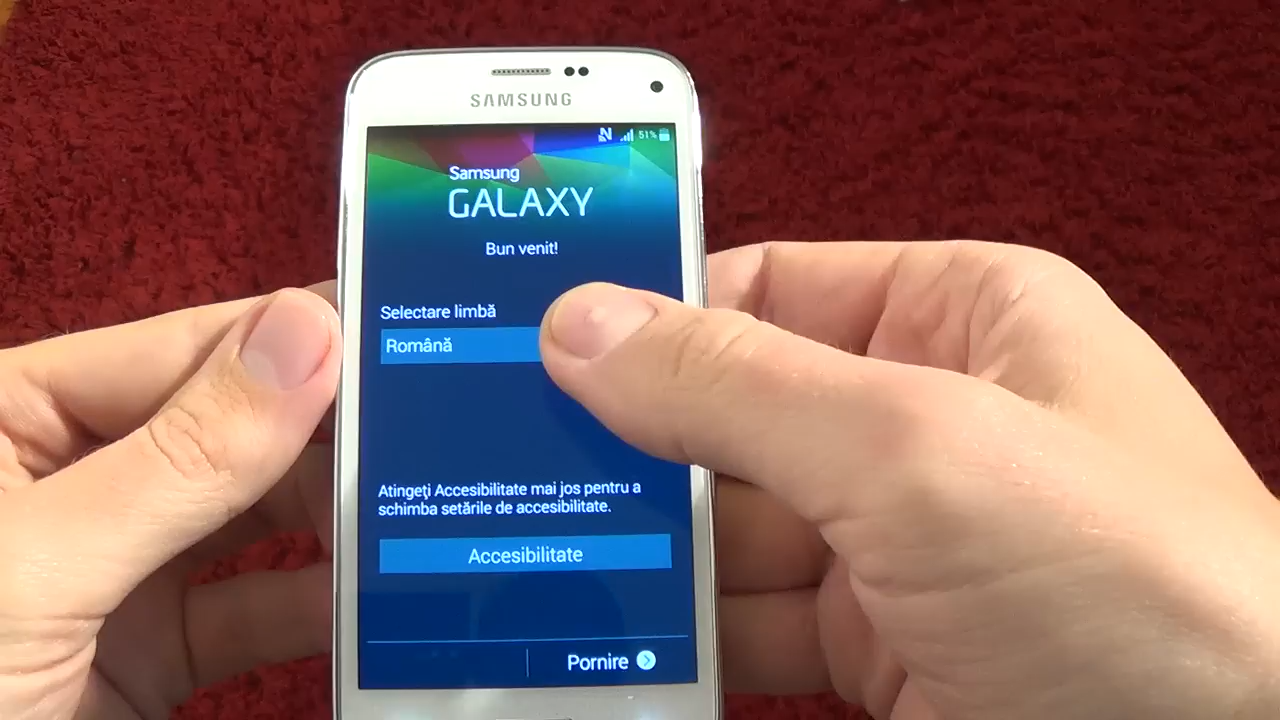 SAMSUNG
51%
Samsung
GALAXY
Bun venit!
Selectare limbă
Română
Atingeţi Accesibilitate mai jos pentru a
schimba setările de accesibilitate.
Accesibilitate
Pornire